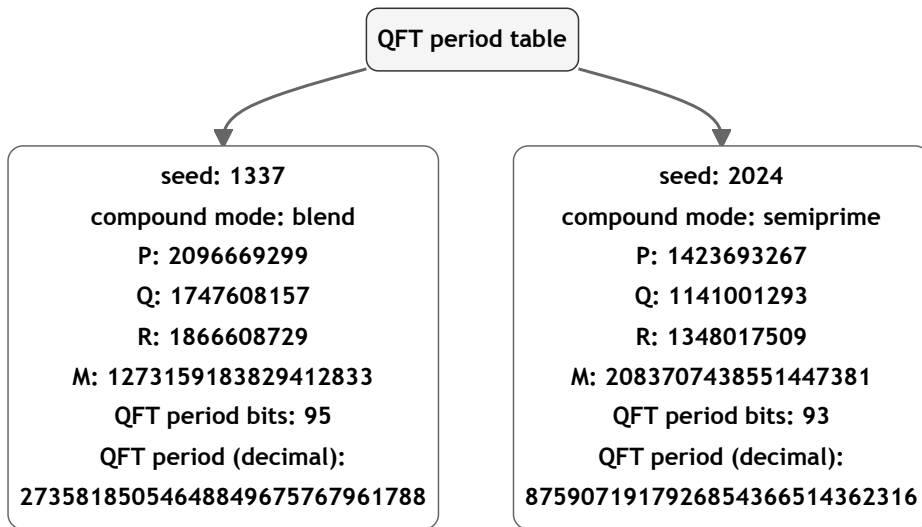 QFT period table
seed: 1337
compound mode: blend
P: 2096669299
Q: 1747608157
R: 1866608729
M: 1273159183829412833
QFT period bits: 95
QFT period (decimal):
27358185054648849675767961788
seed: 2024
compound mode: semiprime
P: 1423693267
Q: 1141001293
R: 1348017509
M: 2083707438551447381
QFT period bits: 93
QFT period (decimal):
8759071917926854366514362316